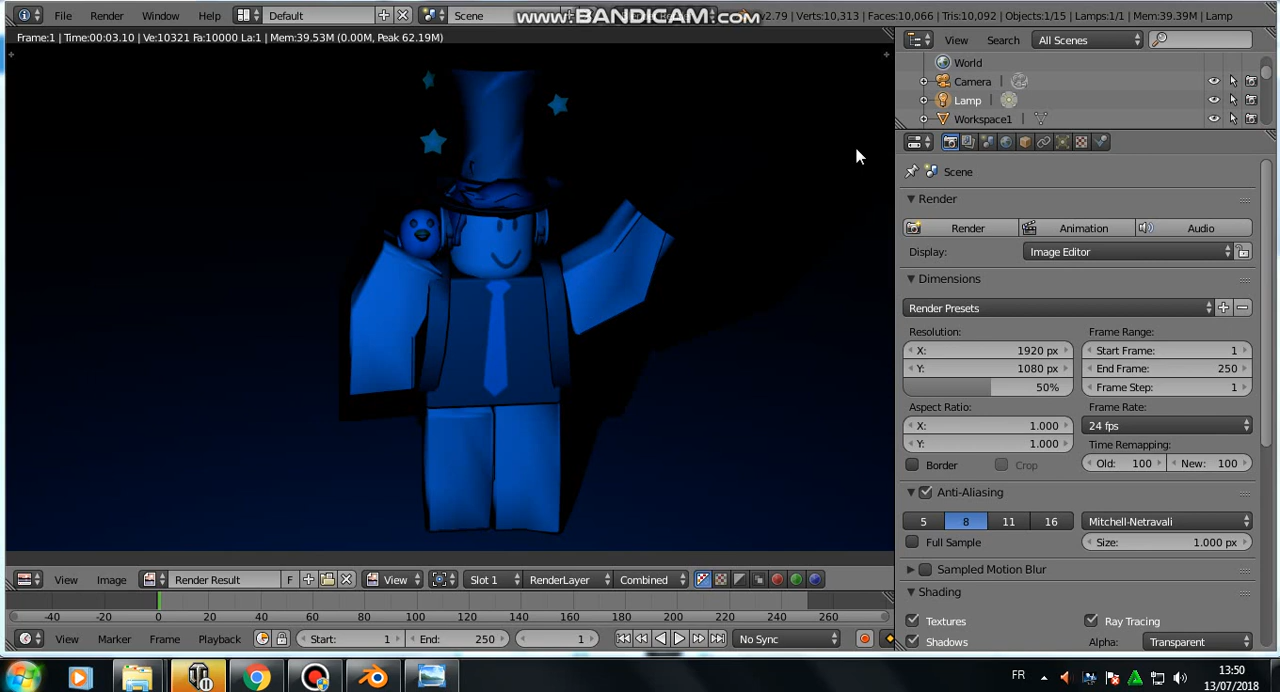 File Render Window Help Default Scene www.BANDICAM.com v2.79 | Verts:10,313 | Faces:10,066 | Tris:10,092 | Objects:1/15 | Lamps:1/1 | Mem:39.39M | Lamp
Frame:1 | Time:00:03.10 | Ve:10321 Fa:10000 La:1 | Mem:39.53M (0.00M, Peak 62.19M)
View Search All Scenes
World
Camera
Lamp
Workspace1
Scene
Render
Render Animation Audio
Display: Image Editor
Dimensions
Render Presets
Resolution: Frame Range:
X: 1920 px Start Frame: 1
Y: 1080 px End Frame: 250
50% Frame Step: 1
Aspect Ratio: Frame Rate:
X: 1.000 24 fps
Y: 1.000 Time Remapping:
Border Crop Old: 100 New: 100
Anti-Aliasing
5 8 11 16 Mitchell-Netravali
Full Sample Size: 1.000 px
Sampled Motion Blur
Shading
Textures Ray Tracing
Shadows Alpha: Transparent
View Image Render Result F View Slot 1 RenderLayer Combined
-40 -20 0 20 40 60 80 100 120 140 160 180 200 220 240 260
View Marker Frame Playback Start: 1 End: 250 1 No Sync
FR 13:50
13/07/2018